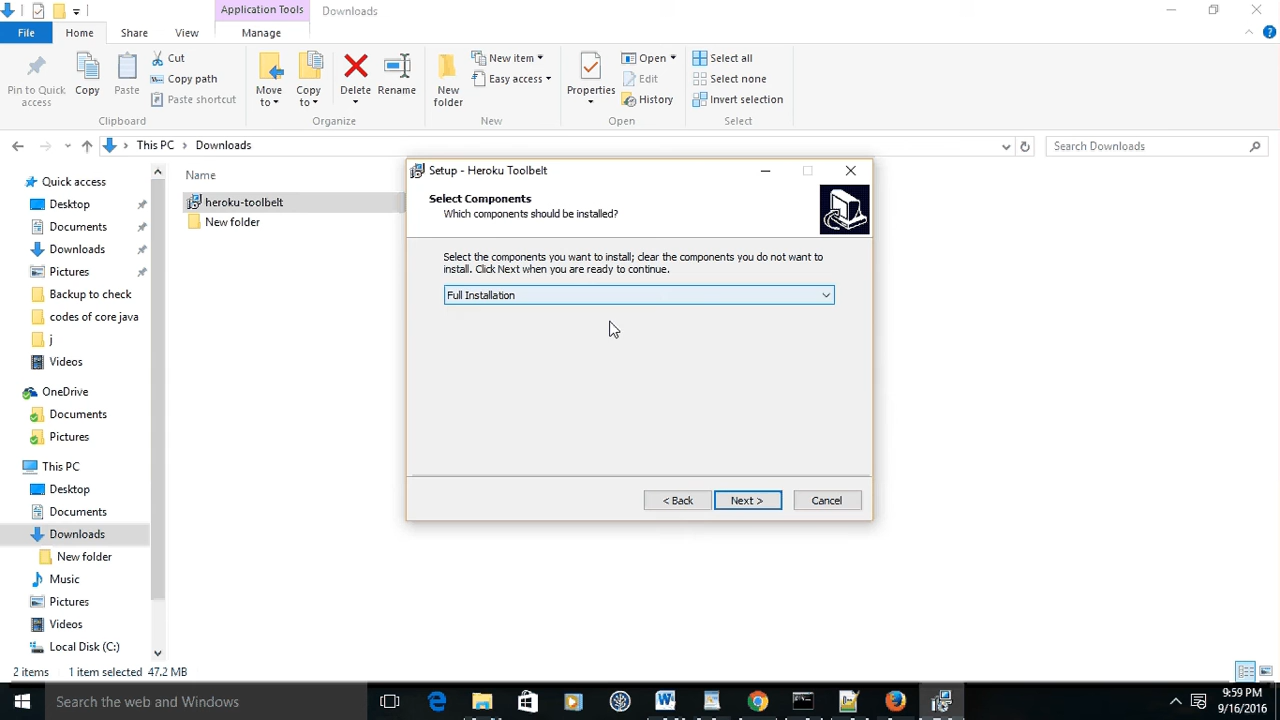 Application Tools
Downloads
File
Home
Share
View
Manage
Pin to Quick
access
Copy
Paste
Cut
Copy path
Paste shortcut
Clipboard
Move
to
Copy
to
Delete
Rename
Organize
New
folder
New item
Easy access
New
Properties
Open
Edit
History
Open
Select all
Select none
Invert selection
Select
This PC
Downloads
Search Downloads
Quick access
Desktop
Documents
Downloads
Pictures
Backup to check
codes of core java
j
Videos
OneDrive
Documents
Pictures
This PC
Desktop
Documents
Downloads
New folder
Music
Pictures
Videos
Local Disk (C:)
Name
heroku-toolbelt
New folder
Setup - Heroku Toolbelt
Select Components
Which components should be installed?
Select the components you want to install; clear the components you do not want to
install. Click Next when you are ready to continue.
Full Installation
< Back
Next >
Cancel
2 items
1 item selected
47.2 MB
Search the web and Windows
9:59 PM
9/16/2016